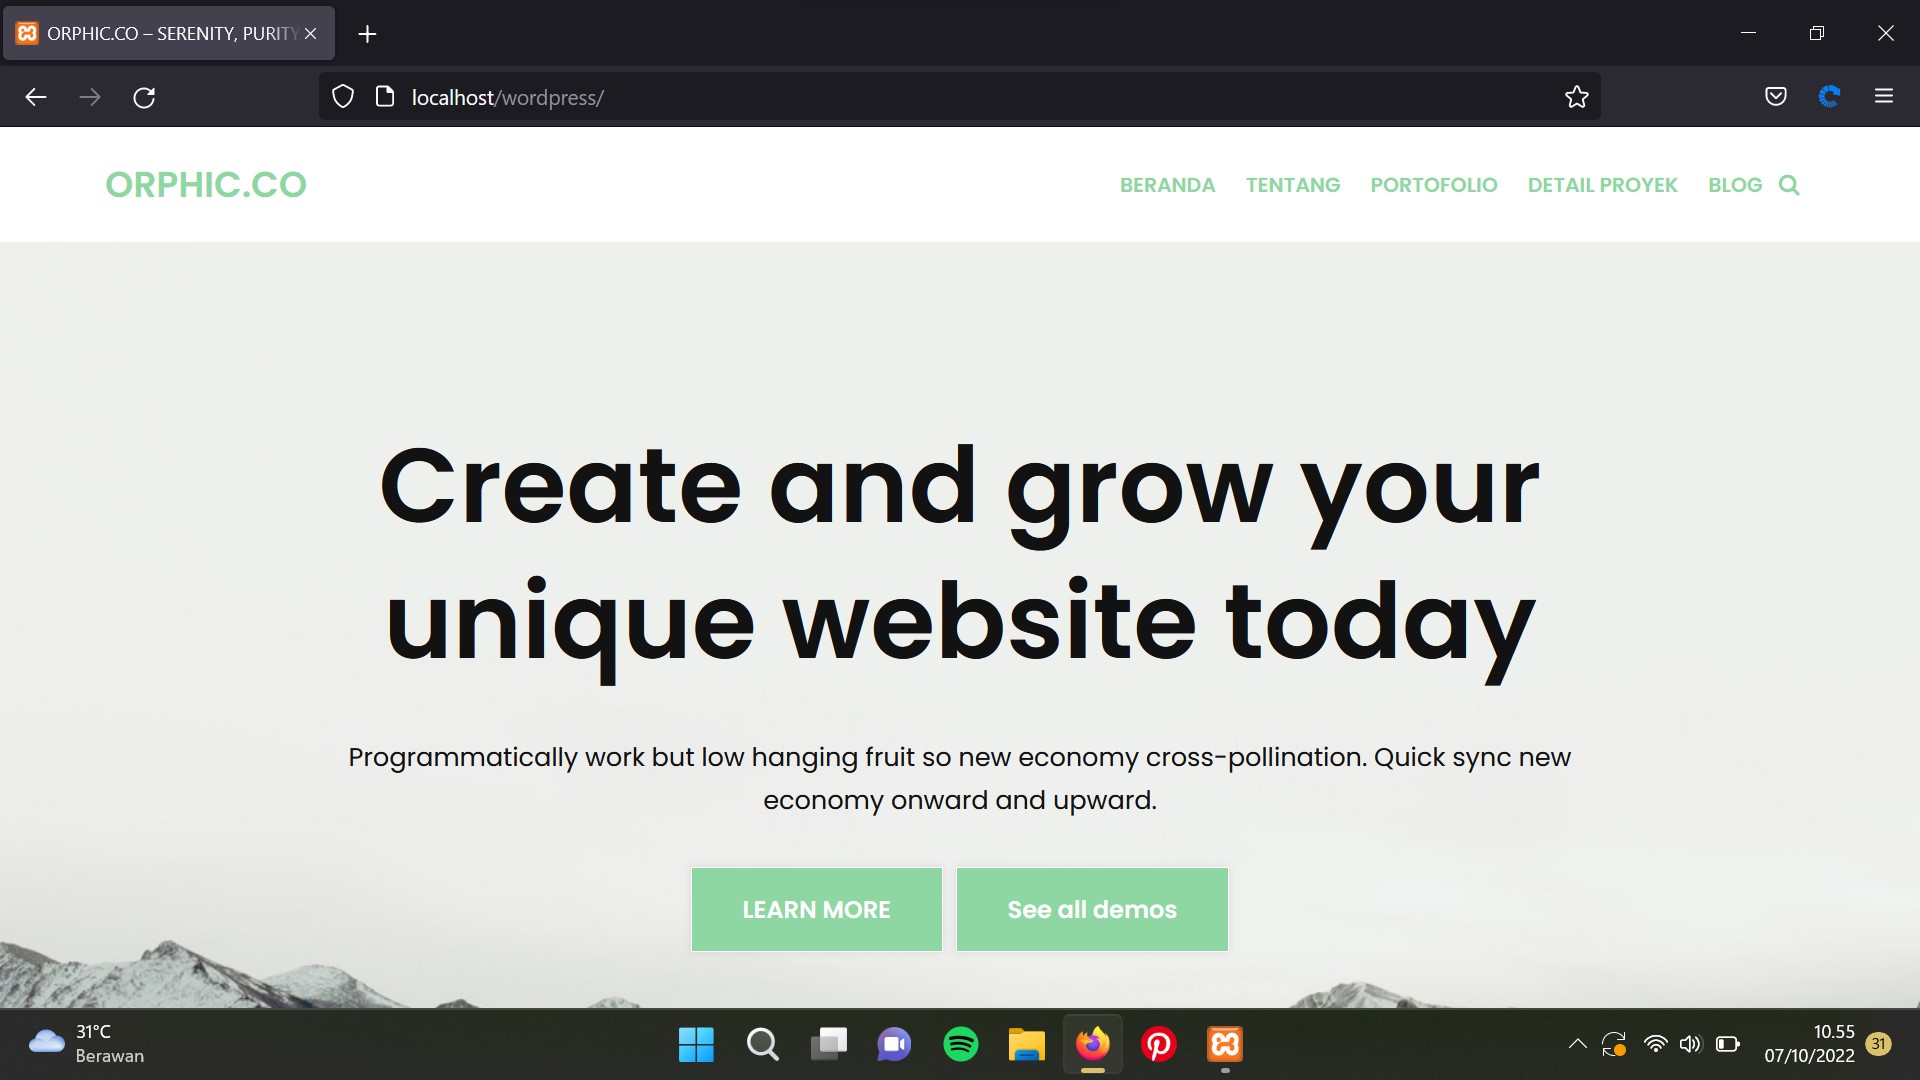 ORPHIC.CO – SERENITY, PURITY
localhost/wordpress/
ORPHIC.CO
BERANDA TENTANG PORTOFOLIO DETAIL PROYEK BLOG
Create and grow your
unique website today
Programmatically work but low hanging fruit so new economy cross-pollination. Quick sync new
economy onward and upward.
LEARN MORE
See all demos
31°C
Berawan
10.55
07/10/2022
31